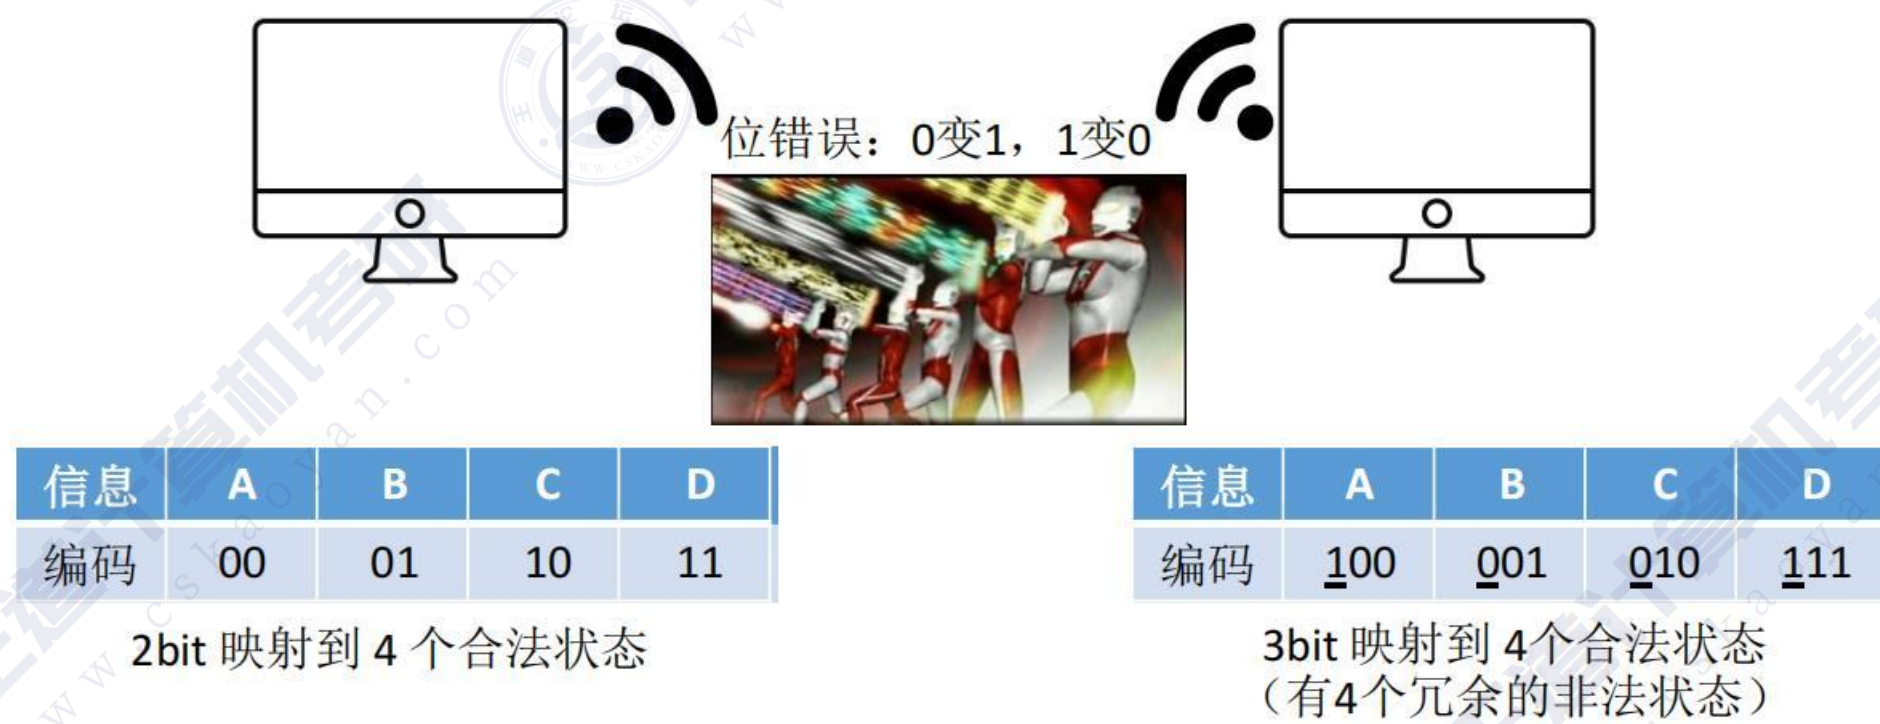 位错误：0变1，1变0
信息 A B C D
编码 00 01 10 11
2bit 映射到 4 个合法状态
信息 A B C D
编码 100 001 010 111
3bit 映射到 4个合法状态
（有4个冗余的非法状态）